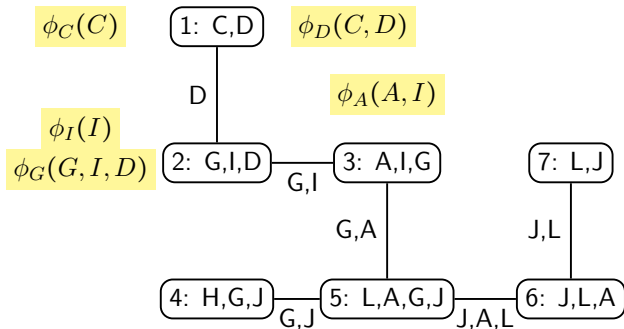 ϕ_C(C) 1: C,D ϕ_D(C, D)
D ϕ_A(A, I)
ϕ_I(I)
ϕ_G(G, I, D) 2: G,I,D 3: A,I,G 7: L,J
G,I
G,A J,L
4: H,G,J 5: L,A,G,J 6: J,L,A
G,J J,A,L